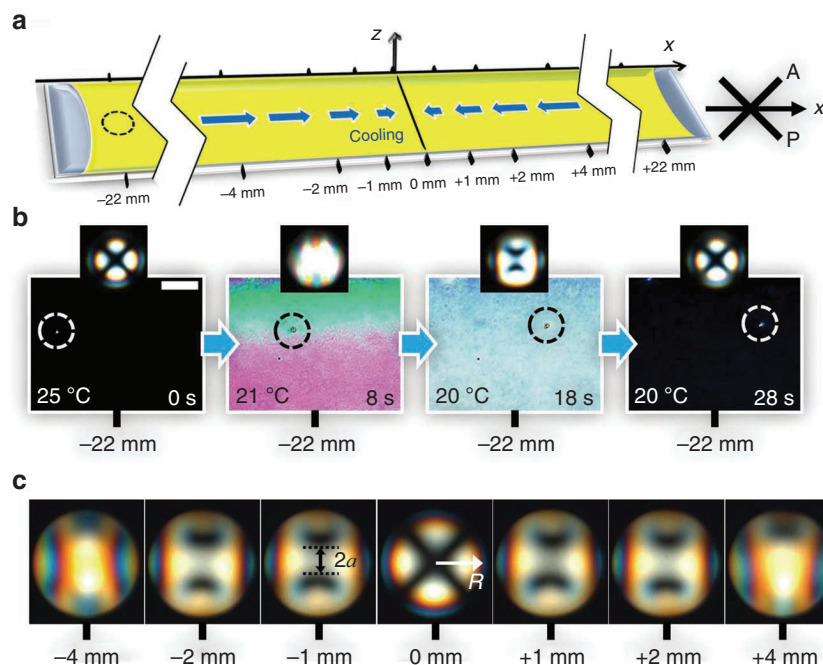 a
z
x
A
x
P
Cooling
–22 mm
–4 mm
–2 mm
–1 mm
0 mm
+1 mm
+2 mm
+4 mm
+22 mm
b
25 °C
0 s
21 °C
8 s
20 °C
18 s
20 °C
28 s
–22 mm
–22 mm
–22 mm
–22 mm
c
2a
R
–4 mm
–2 mm
–1 mm
0 mm
+1 mm
+2 mm
+4 mm